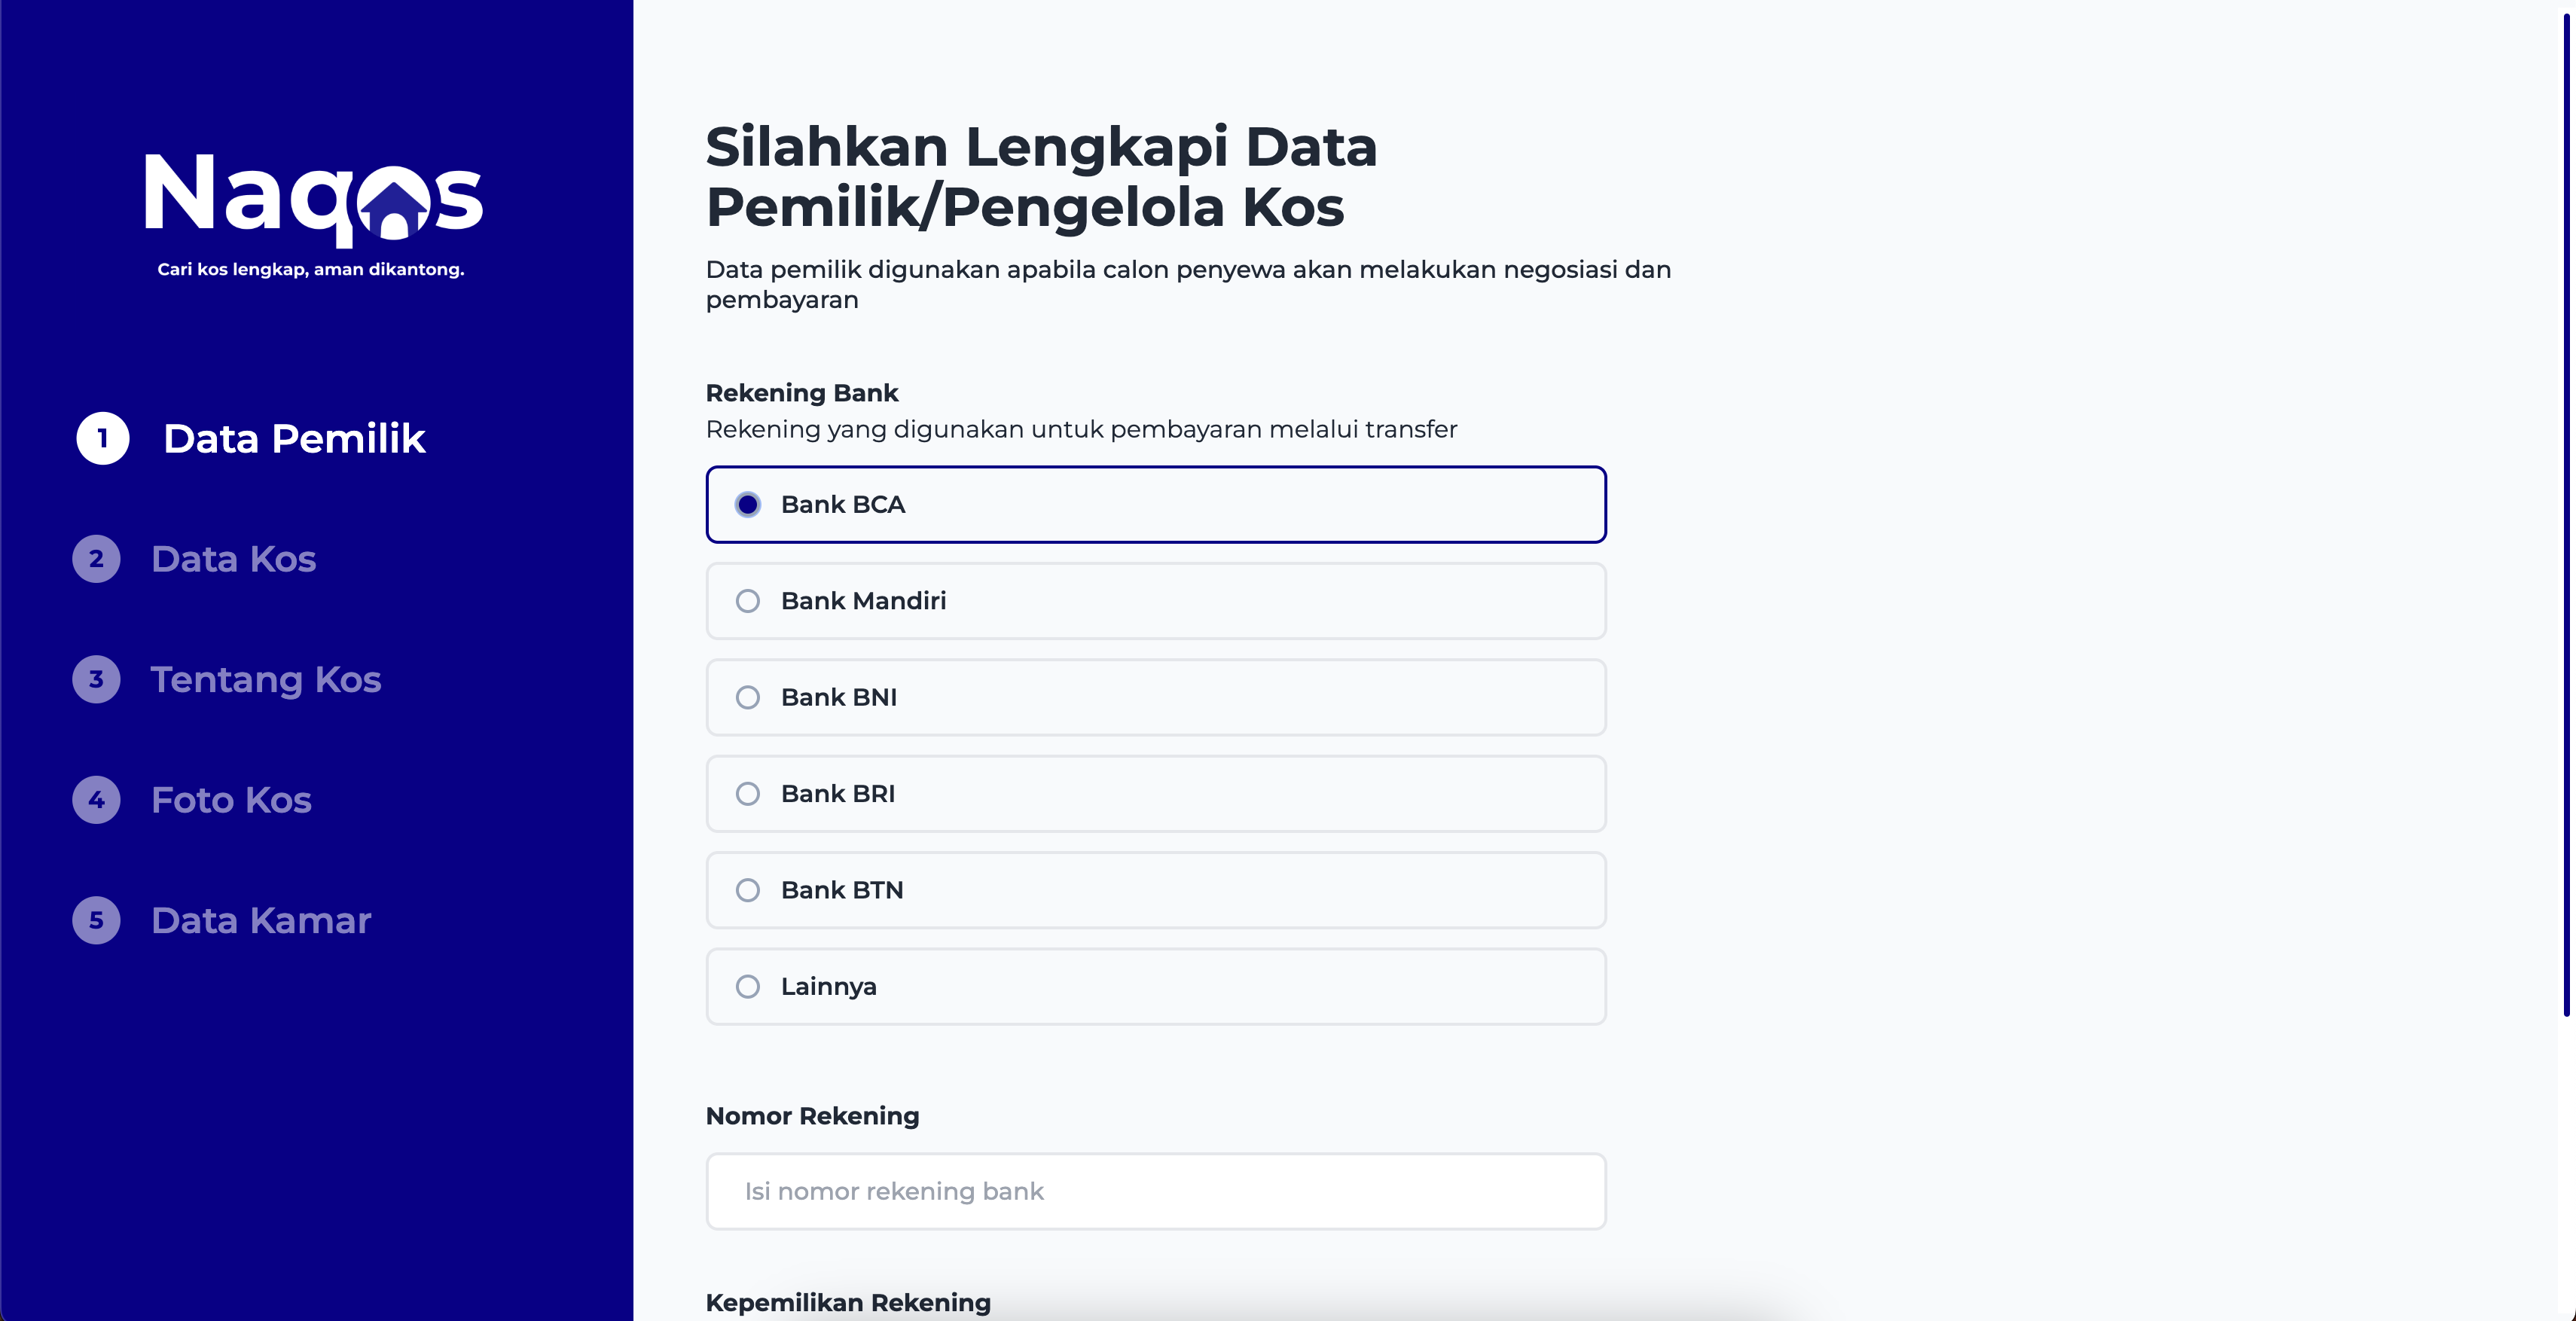 Naqos
Cari kos lengkap, aman dikantong.
1 Data Pemilik
2 Data Kos
3 Tentang Kos
4 Foto Kos
5 Data Kamar
Silahkan Lengkapi Data
Pemilik/Pengelola Kos
Data pemilik digunakan apabila calon penyewa akan melakukan negosiasi dan
pembayaran
Rekening Bank
Rekening yang digunakan untuk pembayaran melalui transfer
Bank BCA
Bank Mandiri
Bank BNI
Bank BRI
Bank BTN
Lainnya
Nomor Rekening
Isi nomor rekening bank
Kepemilikan Rekening